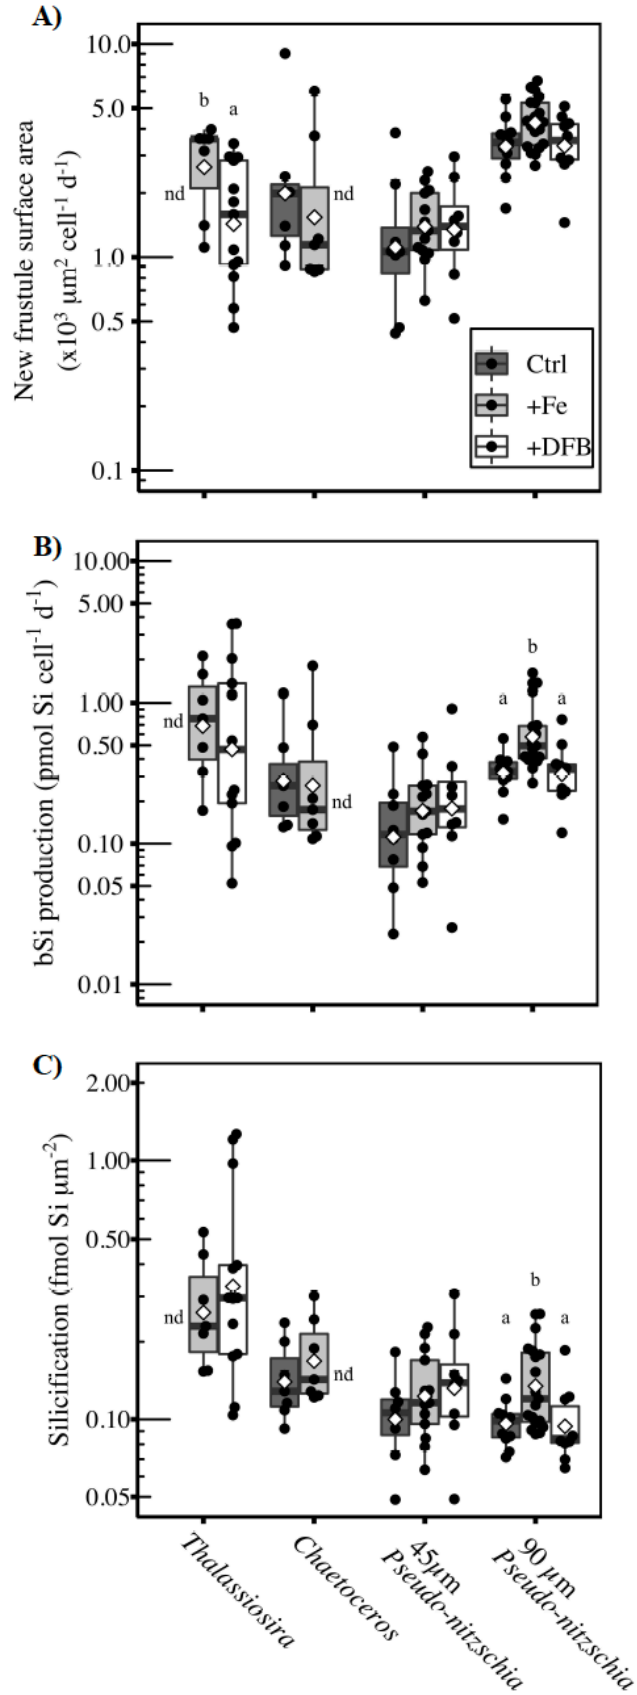 A)
New frustule surface area
(x10³ µm² cell⁻¹ d⁻¹)
10.0
5.0
1.0
0.5
0.1
b
a
nd
nd
Ctrl
+Fe
+DFB
B)
bSi production (pmol Si cell⁻¹ d⁻¹)
10.00
5.00
1.00
0.50
0.10
0.05
0.01
nd
nd
a
b
a
C)
Silicification (fmol Si µm⁻²)
2.00
1.00
0.50
0.10
0.05
nd
nd
a
b
a
Thalassiosira
Chaetoceros
45µm
Pseudo-nitzschia
90 µm
Pseudo-nitzschia